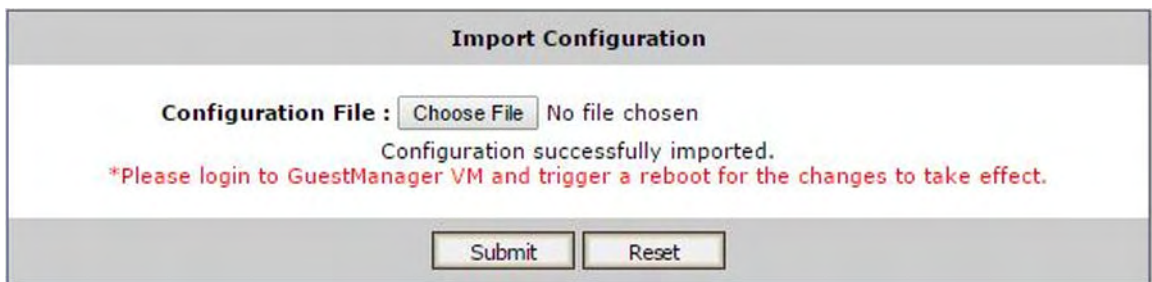 Import Configuration
Configuration File : Choose File No file chosen
Configuration successfully imported.
*Please login to GuestManager VM and trigger a reboot for the changes to take effect.
Submit Reset